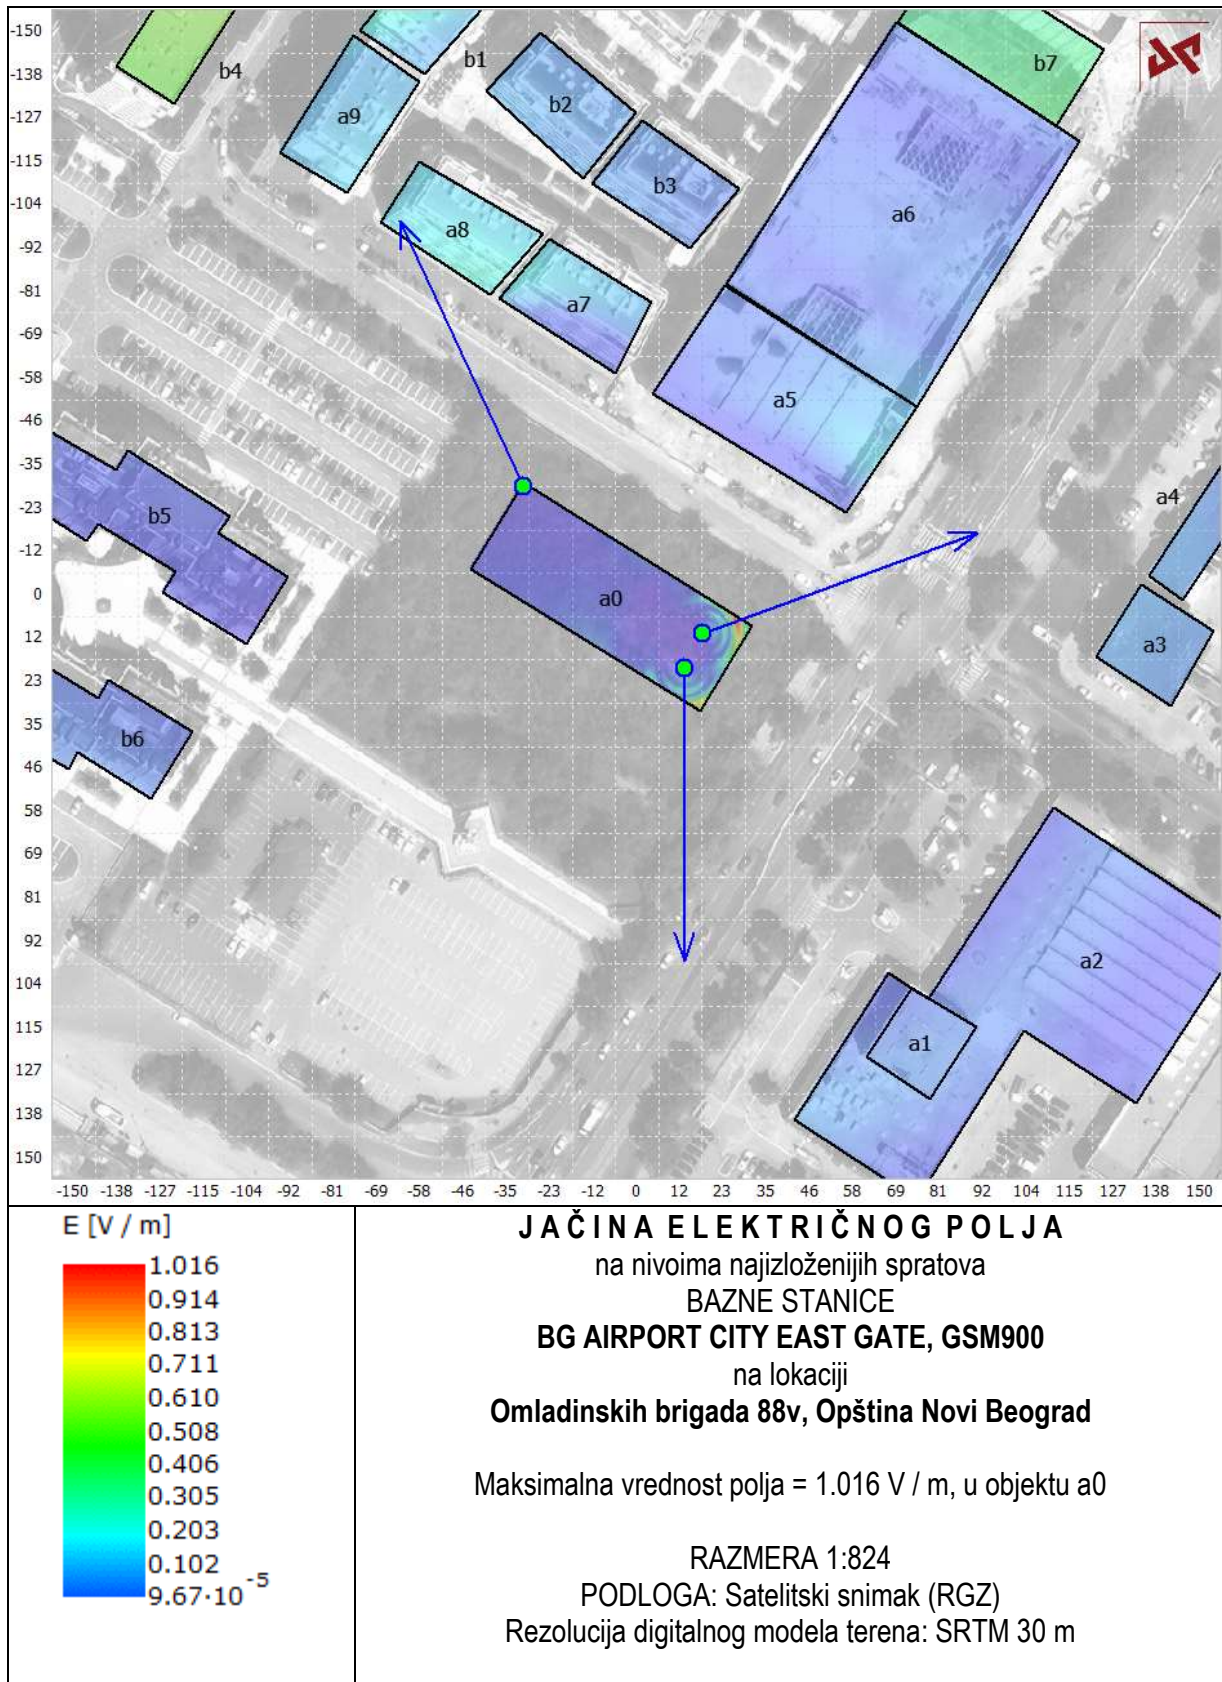 -150
-138
-127
-115
-104
-92
-81
-69
-58
-46
-35
-23
-12
0
12
23
35
46
58
69
81
92
104
115
127
138
150
b4
b1
b7
a9
b2
b3
a8
a6
a7
a5
a4
b5
a0
a3
b6
a2
a1
-150 -138 -127 -115 -104 -92 -81 -69 -58 -46 -35 -23 -12 0 12 23 35 46 58 69 81 92 104 115 127 138 150
E [V / m]
1.016
0.914
0.813
0.711
0.610
0.508
0.406
0.305
0.203
0.102
9.67·10^-5
JAČINA ELEKTRIČNOG POLJA
na nivoima najizloženijih spratova
BAZNE STANICE
BG AIRPORT CITY EAST GATE, GSM900
na lokaciji
Omladinskih brigada 88v, Opština Novi Beograd
Maksimalna vrednost polja = 1.016 V / m, u objektu a0
RAZMERA 1:824
PODLOGA: Satelitski snimak (RGZ)
Rezolucija digitalnog modela terena: SRTM 30 m